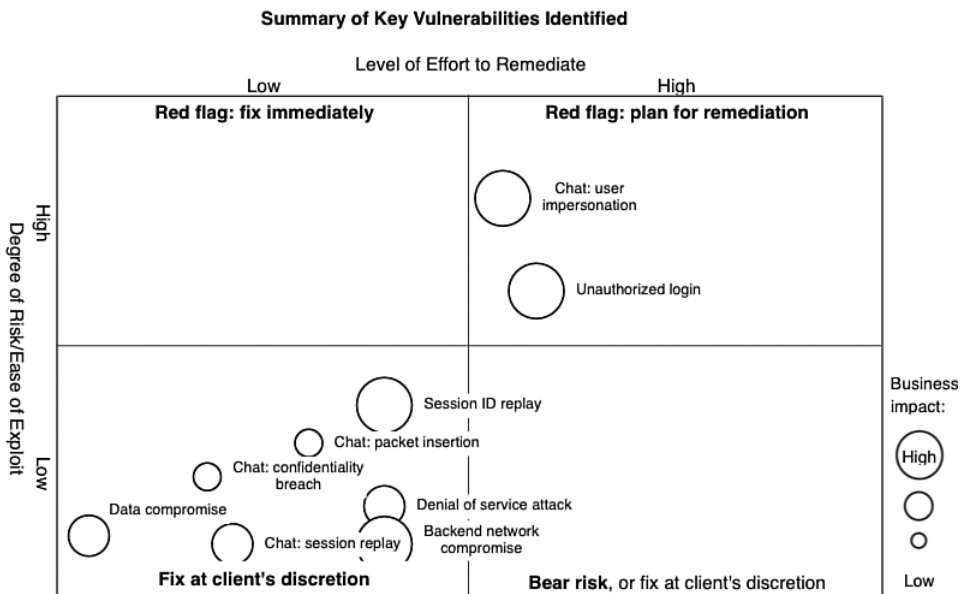 Summary of Key Vulnerabilities Identified
Level of Effort to Remediate
Low
High
Red flag: fix immediately
Red flag: plan for remediation
High
Degree of Risk/Ease of Exploit
Low
Chat: user
impersonation
Unauthorized login
Session ID replay
Chat: packet insertion
Chat: confidentiality
breach
Data compromise
Denial of service attack
Backend network
compromise
Chat: session replay
Fix at client's discretion
Bear risk, or fix at client's discretion
Business
impact:
High
Low